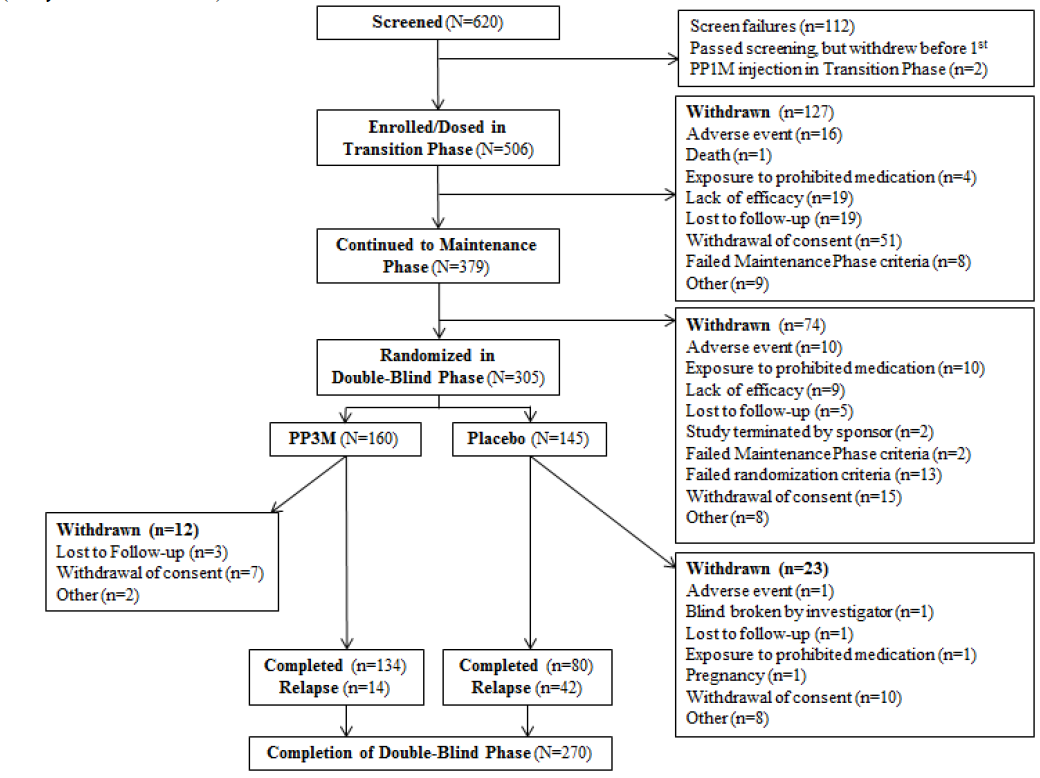 Screened (N=620)
Screen failures (n=112)
Passed screening, but withdrew before 1st
PP1M injection in Transition Phase (n=2)
Enrolled/Dosed in
Transition Phase (N=506)
Withdrawn (n=127)
Adverse event (n=16)
Death (n=1)
Exposure to prohibited medication (n=4)
Lack of efficacy (n=19)
Lost to follow-up (n=19)
Withdrawal of consent (n=51)
Failed Maintenance Phase criteria (n=8)
Other (n=9)
Continued to Maintenance
Phase (N=379)
Withdrawn (n=74)
Adverse event (n=10)
Exposure to prohibited medication (n=10)
Lack of efficacy (n=9)
Lost to follow-up (n=5)
Study terminated by sponsor (n=2)
Failed Maintenance Phase criteria (n=2)
Failed randomization criteria (n=13)
Withdrawal of consent (n=15)
Other (n=8)
Randomized in
Double-Blind Phase (N=305)
PP3M (N=160)
Placebo (N=145)
Withdrawn (n=12)
Lost to Follow-up (n=3)
Withdrawal of consent (n=7)
Other (n=2)
Withdrawn (n=23)
Adverse event (n=1)
Blind broken by investigator (n=1)
Lost to follow-up (n=1)
Exposure to prohibited medication (n=1)
Pregnancy (n=1)
Withdrawal of consent (n=10)
Other (n=8)
Completed (n=134)
Relapse (n=14)
Completed (n=80)
Relapse (n=42)
Completion of Double-Blind Phase (N=270)